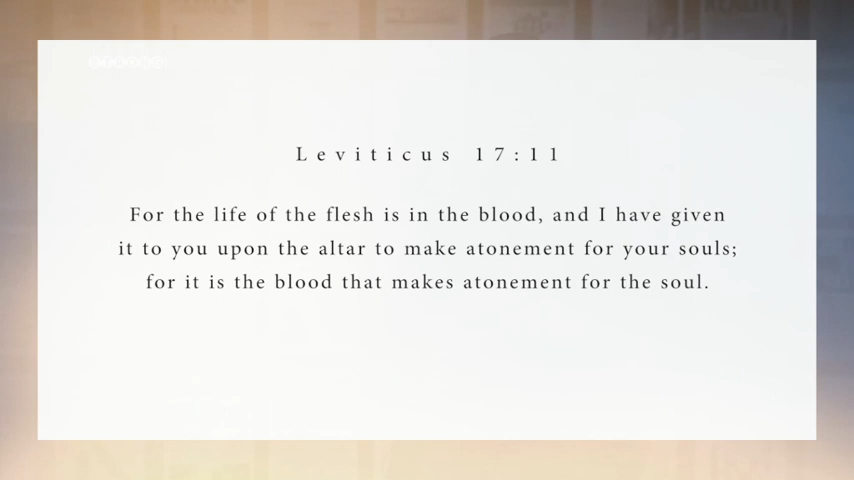 Leviticus 17:11
For the life of the flesh is in the blood, and I have given
it to you upon the altar to make atonement for your souls;
for it is the blood that makes atonement for the soul.